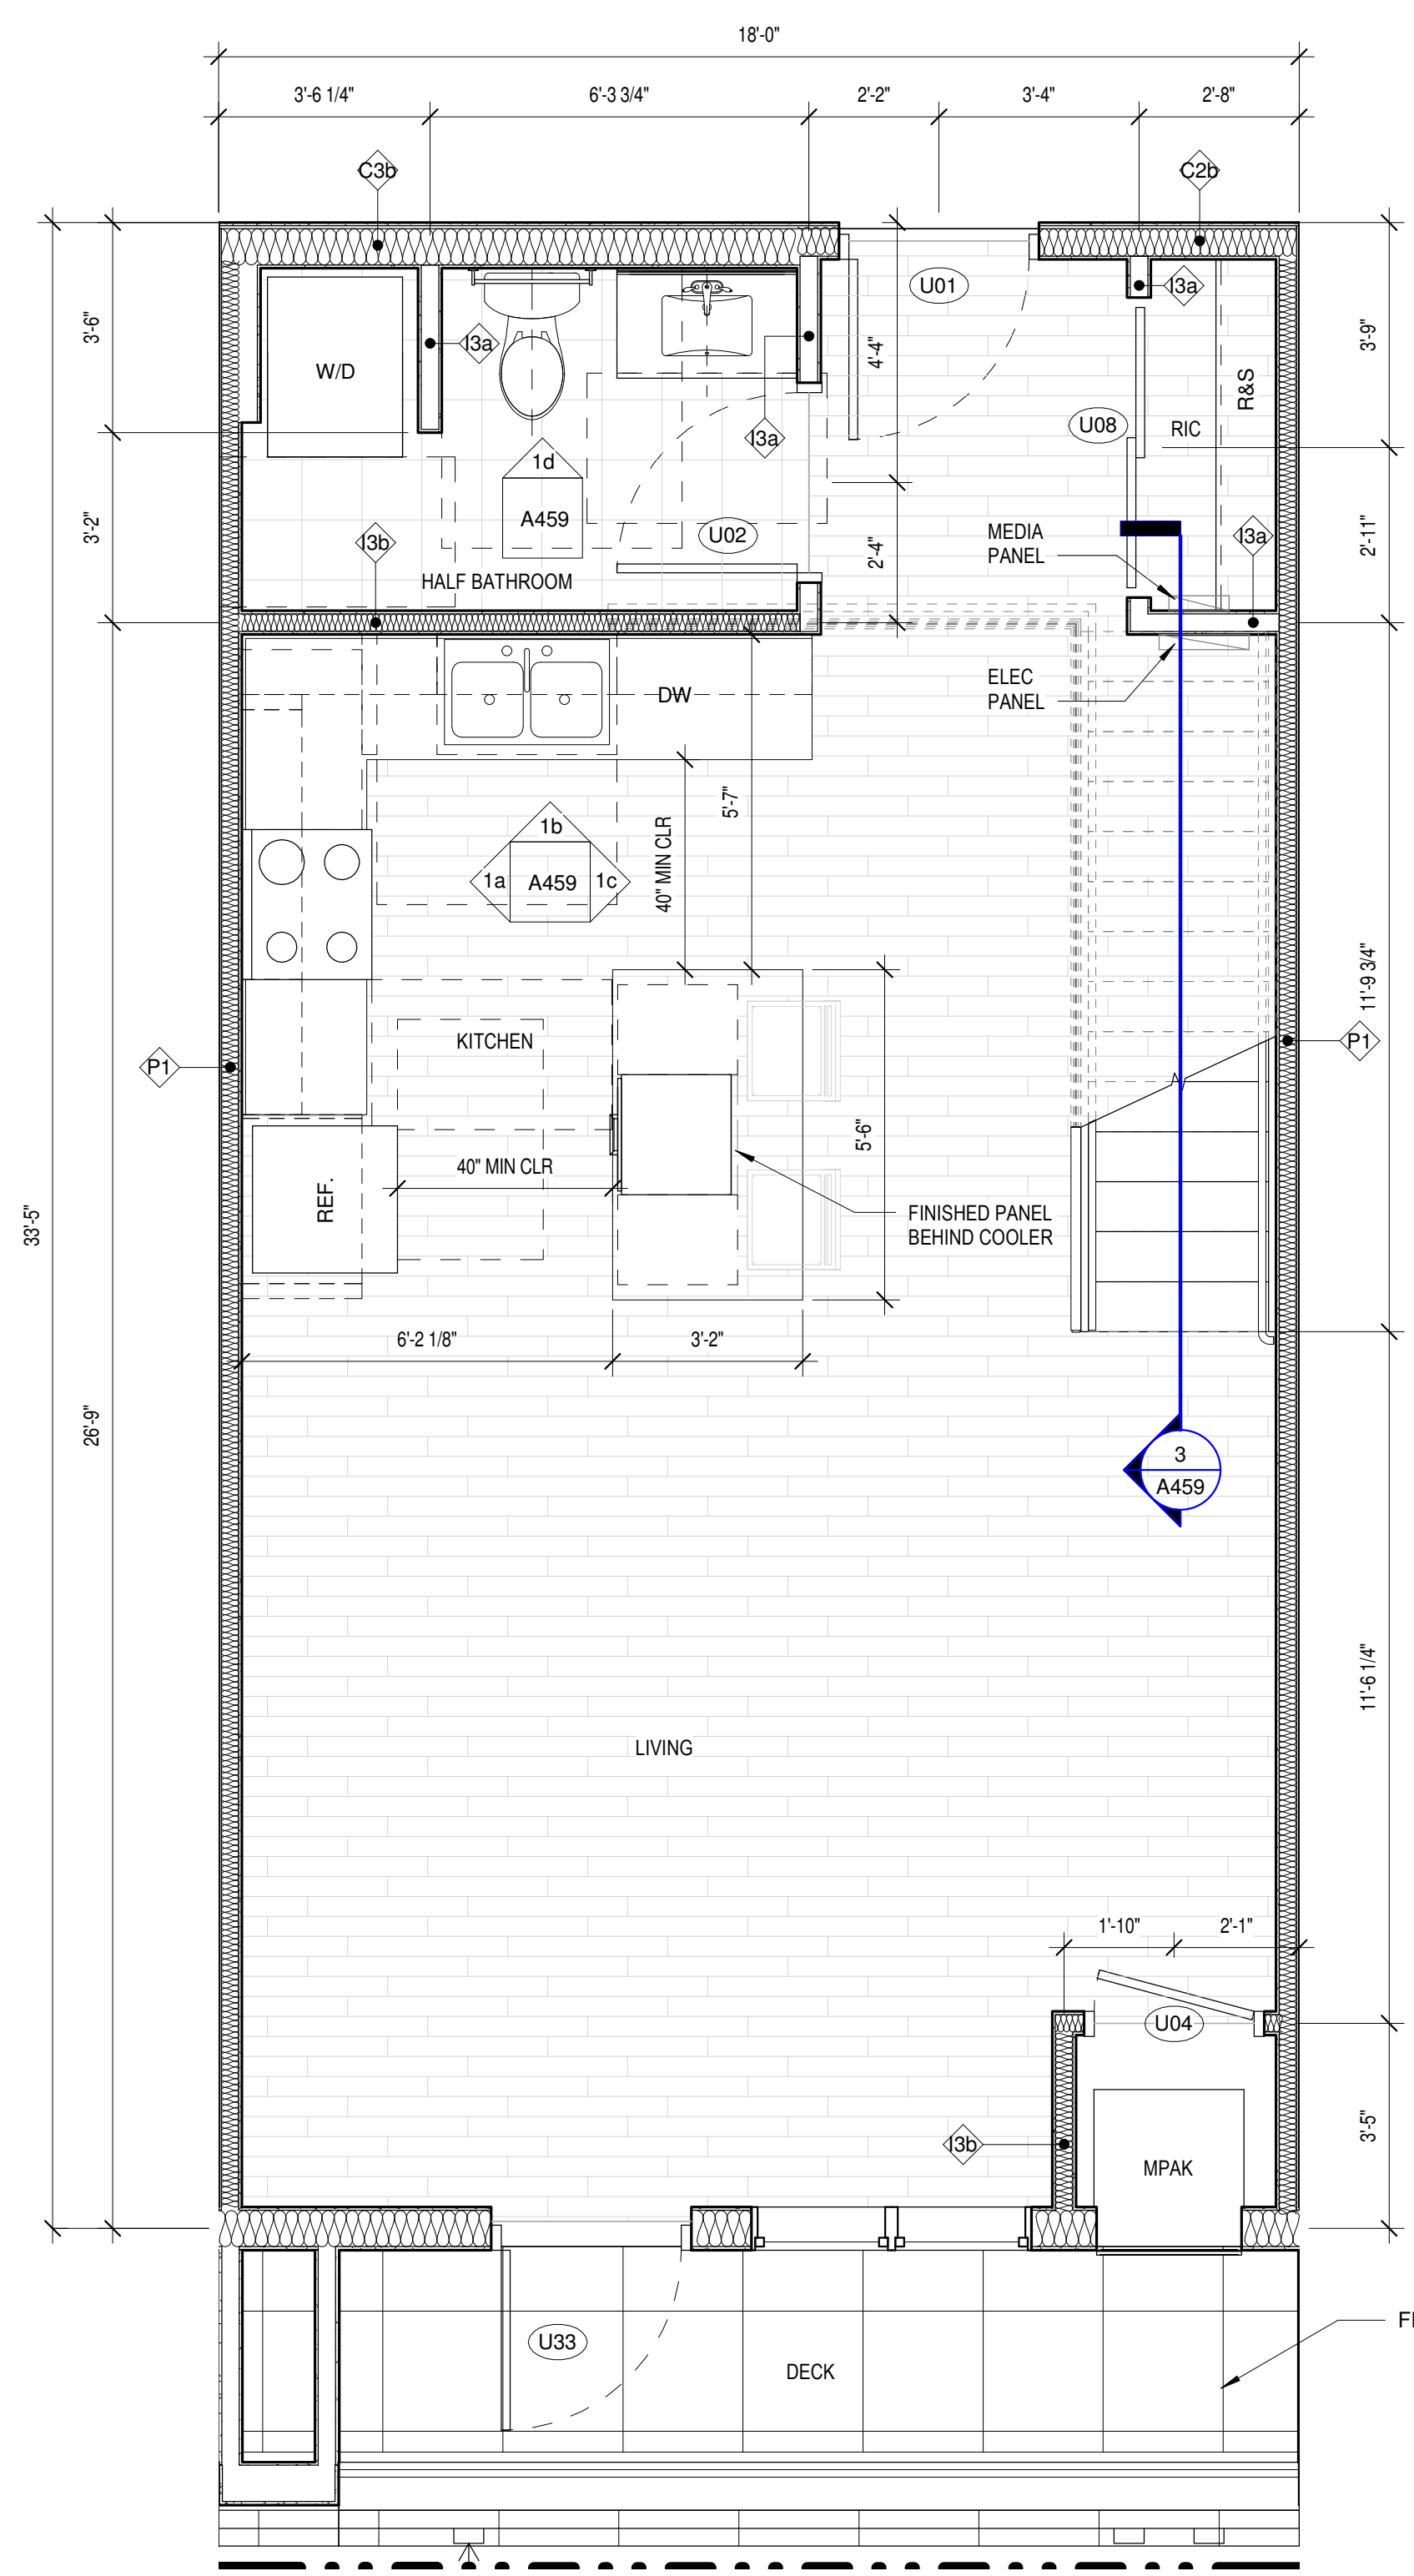 18'-0"
3'-6 1/4"
6'-3 3/4"
2'-2"
3'-4"
2'-8"
C3b
C2b
U01
I3a
3'-6"
3'-9"
I3a
W/D
4'-4"
R&S
U08
RIC
I3a
1d
A459
U02
3'-2"
I3b
MEDIA
PANEL
I3a
2'-11"
2'-4"
HALF BATHROOM
ELEC
PANEL
DW
5'-7"
40" MIN CLR
1b
1a
A459
1c
11'-9 3/4"
KITCHEN
P1
P1
5'-6"
40" MIN CLR
REF.
FINISHED PANEL
BEHIND COOLER
33'-5"
6'-2 1/8"
3'-2"
26'-9"
3
A459
11'-6 1/4"
LIVING
1'-10"
2'-1"
U04
3'-5"
I3b
MPAK
U33
DECK